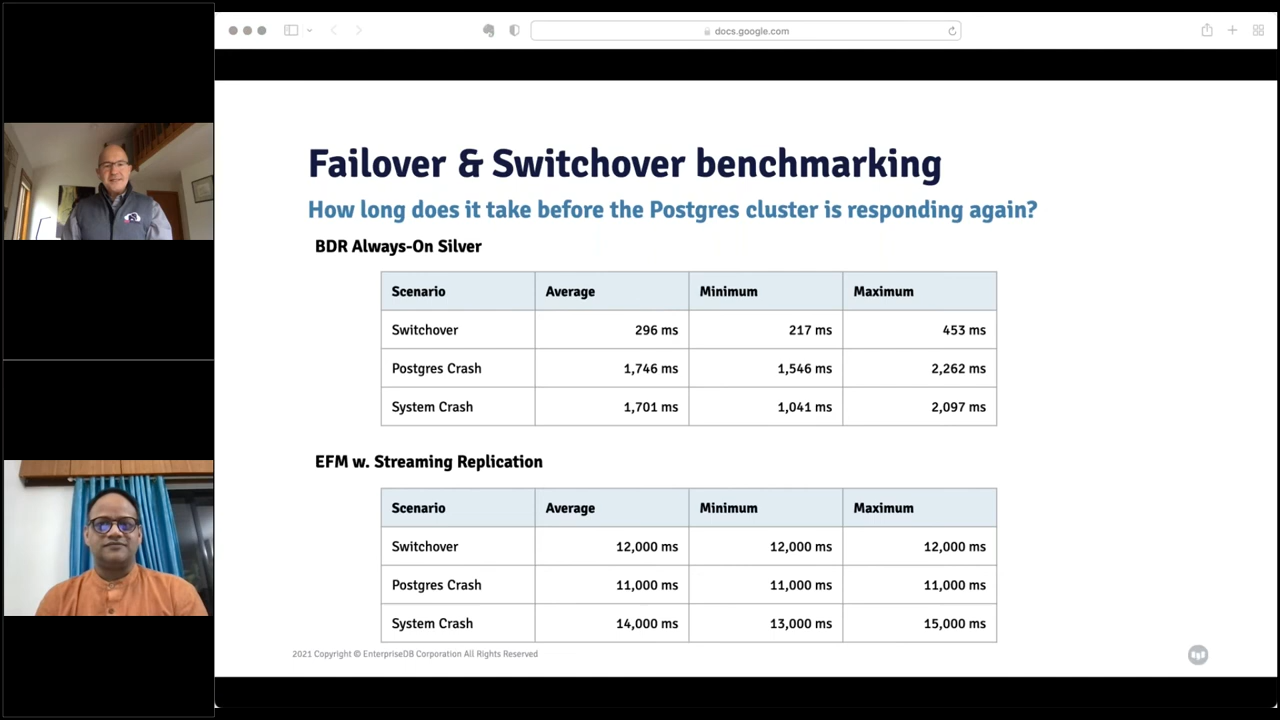 docs.google.com
Failover & Switchover benchmarking
How long does it take before the Postgres cluster is responding again?
BDR Always-On Silver
Scenario Average Minimum Maximum
Switchover 296 ms 217 ms 453 ms
Postgres Crash 1,746 ms 1,546 ms 2,262 ms
System Crash 1,701 ms 1,041 ms 2,097 ms
EFM w. Streaming Replication
Scenario Average Minimum Maximum
Switchover 12,000 ms 12,000 ms 12,000 ms
Postgres Crash 11,000 ms 11,000 ms 11,000 ms
System Crash 14,000 ms 13,000 ms 15,000 ms
2021 Copyright © EnterpriseDB Corporation All Rights Reserved